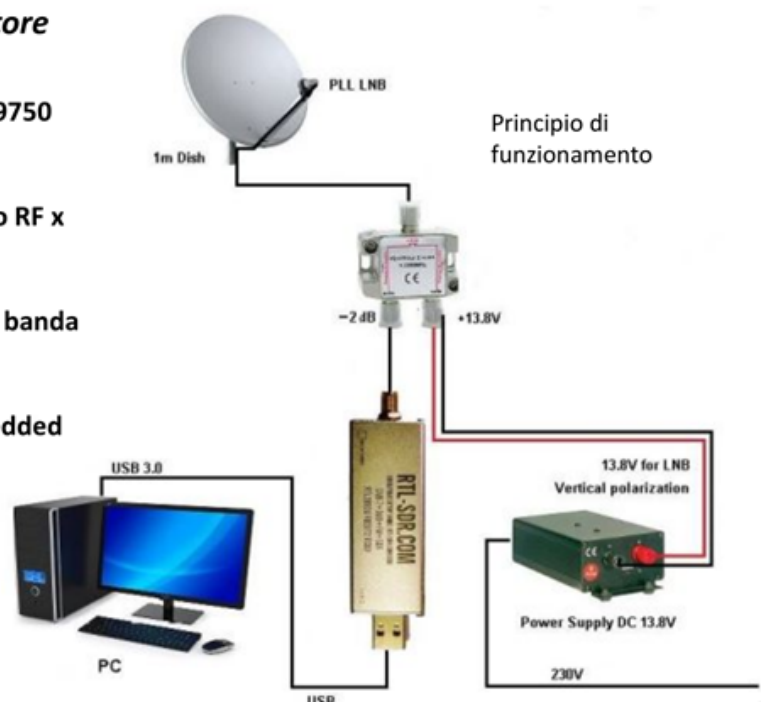 tore
9750
o RF x
banda
dded
PLL LNB
1m Dish
Principio di
funzionamento
CE
−2 dB
+13.8V
RTL-SDR.COM
USB 3.0
13.8V for LNB
Vertical polarization
CE
Power Supply DC 13.8V
PC
230V
USB